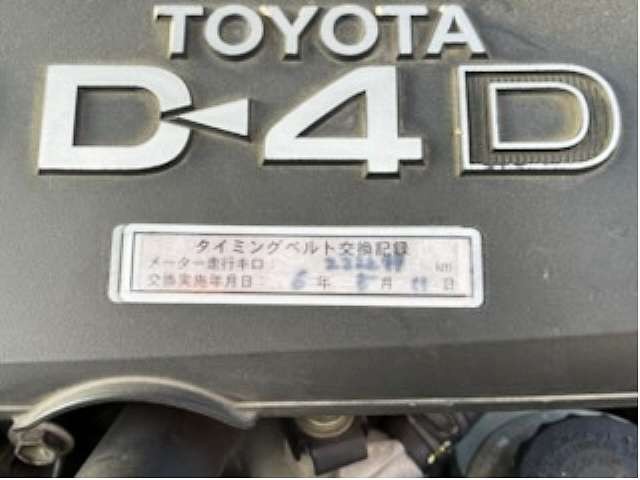 TOYOTA
D-4D
タイミングベルト交換記録
メーター走行キロ: km
交換実施年月日: 6年 月 日